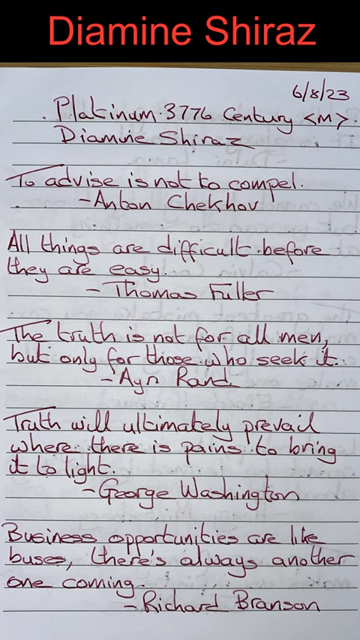 Diamine Shiraz
6/8/23
Platinum 3776 Century <M>
Diamine Shiraz
To advise is not to compel.
-Anton Chekhov
All things are difficult before
they are easy.
- Thomas Fuller
The truth is not for all men,
but only for those who seek it.
- Ayn Rand
Truth will ultimately prevail
where there is pains to bring
it to light.
-George Washington
Business opportunities are like
buses, there's always another
one coming.
- Richard Branson